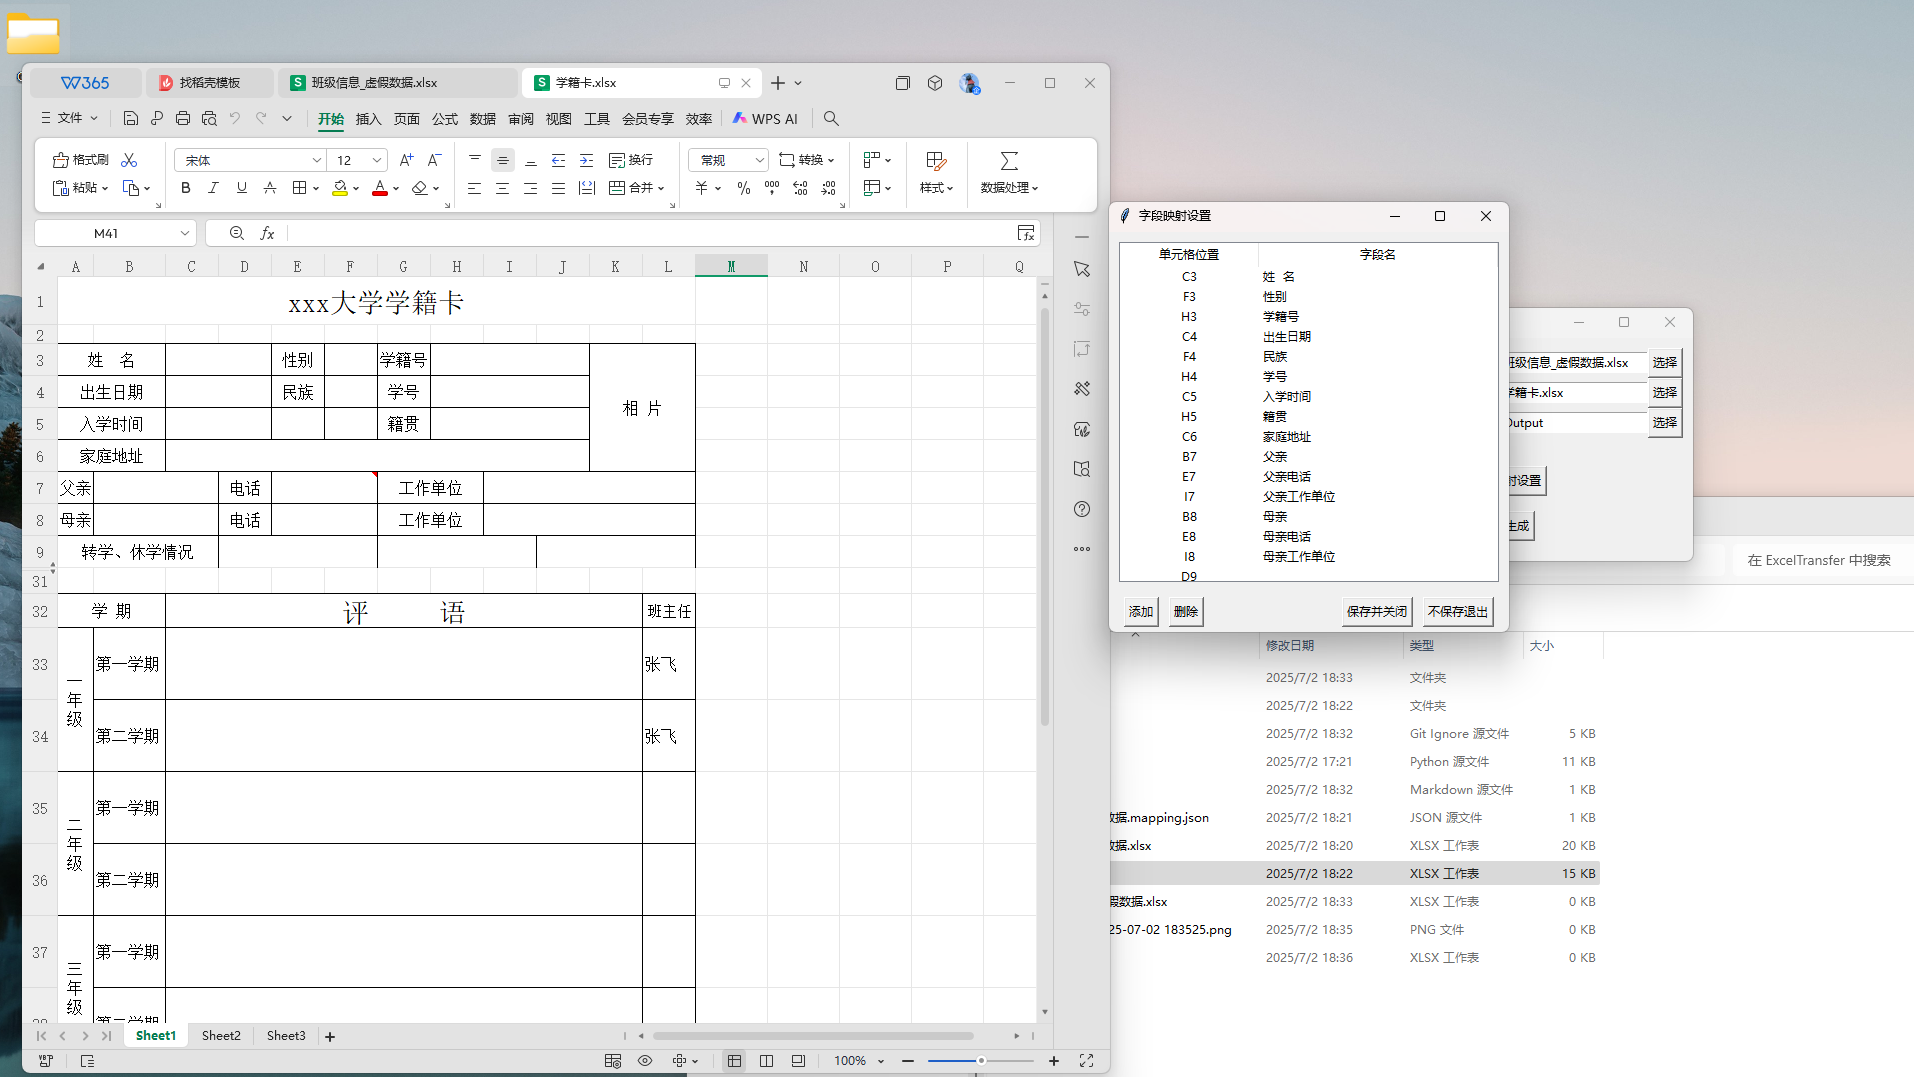 W365
找稻壳模板
班级信息_虚假数据.xlsx
学籍卡.xlsx
文件
开始 插入 页面 公式 数据 审阅 视图 工具 会员专享 效率 WPS AI
格式刷 宋体 12 A+ A- 换行 常规 转换
粘贴 B I U A A 合并 ¥ % 样式 数据处理
M41 fx
A B C D E F G H I J K L M N O P Q
1 xxx大学学籍卡
2
3 姓 名 性别 学籍号
4 出生日期 民族 学号 相 片
5 入学时间 籍贯
6 家庭地址
7 父亲 电话 工作单位
8 母亲 电话 工作单位
9 转学、休学情况
31
32 学 期 评 语 班主任
33 第一学期 张飞
一年级
34 第二学期 张飞
35 第一学期
二年级
36 第二学期
37 第一学期
三年级
38 第二学期
Sheet1 Sheet2 Sheet3 +
100%
字段映射设置
单元格位置 字段名
C3 姓 名
F3 性别
H3 学籍号
C4 出生日期
F4 民族
H4 学号
C5 入学时间
H5 籍贯
C6 家庭地址
B7 父亲
E7 父亲电话
I7 父亲工作单位
B8 母亲
E8 母亲电话
I8 母亲工作单位
D9
添加 删除 保存并关闭 不保存退出
班级信息_虚假数据.xlsx 选择
学籍卡.xlsx 选择
Output 选择
射设置
生成
在 ExcelTransfer 中搜索
修改日期 类型 大小
2025/7/2 18:33 文件夹
2025/7/2 18:22 文件夹
2025/7/2 18:32 Git Ignore 源文件 5 KB
2025/7/2 17:21 Python 源文件 11 KB
2025/7/2 18:32 Markdown 源文件 1 KB
数据.mapping.json 2025/7/2 18:21 JSON 源文件 1 KB
数据.xlsx 2025/7/2 18:20 XLSX 工作表 20 KB
2025/7/2 18:22 XLSX 工作表 15 KB
假数据.xlsx 2025/7/2 18:33 XLSX 工作表 0 KB
25-07-02 183525.png 2025/7/2 18:35 PNG 文件 0 KB
2025/7/2 18:36 XLSX 工作表 0 KB